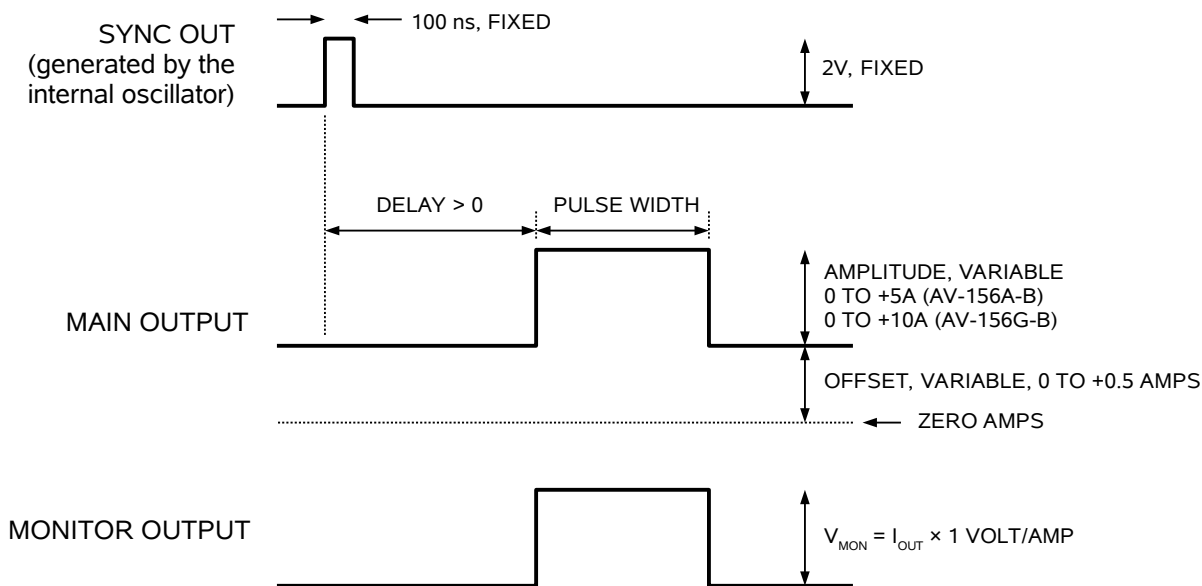 100 ns, FIXED
SYNC OUT
(generated by the
internal oscillator)
2V, FIXED
DELAY > 0
PULSE WIDTH
AMPLITUDE, VARIABLE
0 TO +5A (AV-156A-B)
0 TO +10A (AV-156G-B)
MAIN OUTPUT
OFFSET, VARIABLE, 0 TO +0.5 AMPS
ZERO AMPS
MONITOR OUTPUT
VMON = IOUT × 1 VOLT/AMP